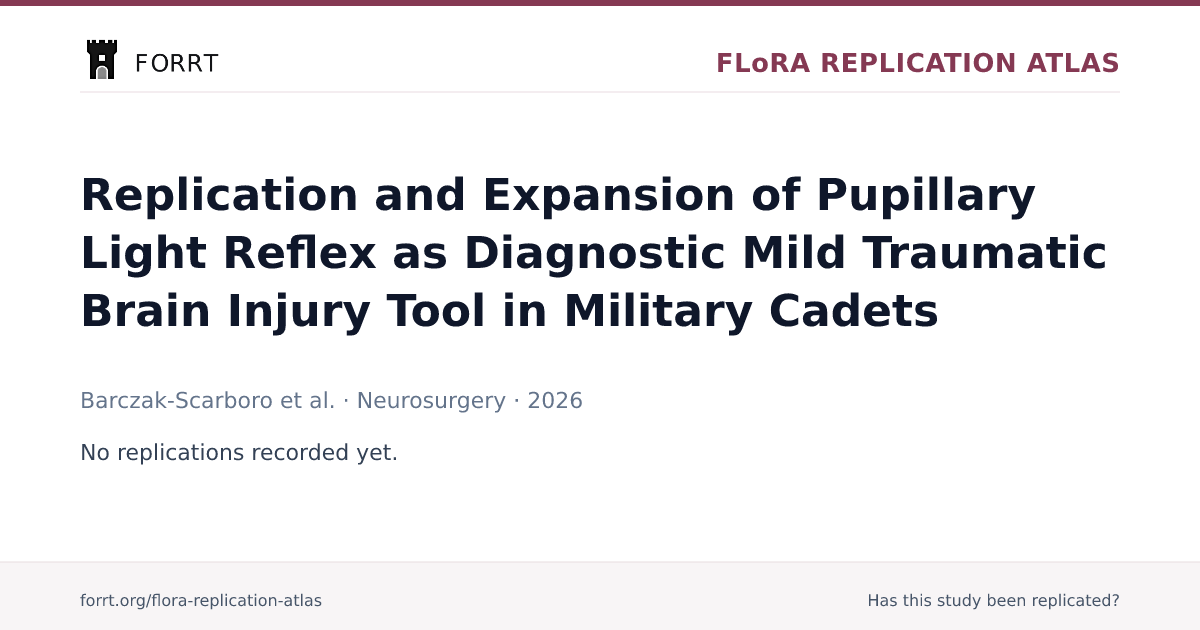 FORRT
FLoRA REPLICATION ATLAS
Replication and Expansion of Pupillary
Light Reflex as Diagnostic Mild Traumatic
Brain Injury Tool in Military Cadets
Barczak-Scarboro et al. · Neurosurgery · 2026
No replications recorded yet.
forrt.org/flora-replication-atlas
Has this study been replicated?